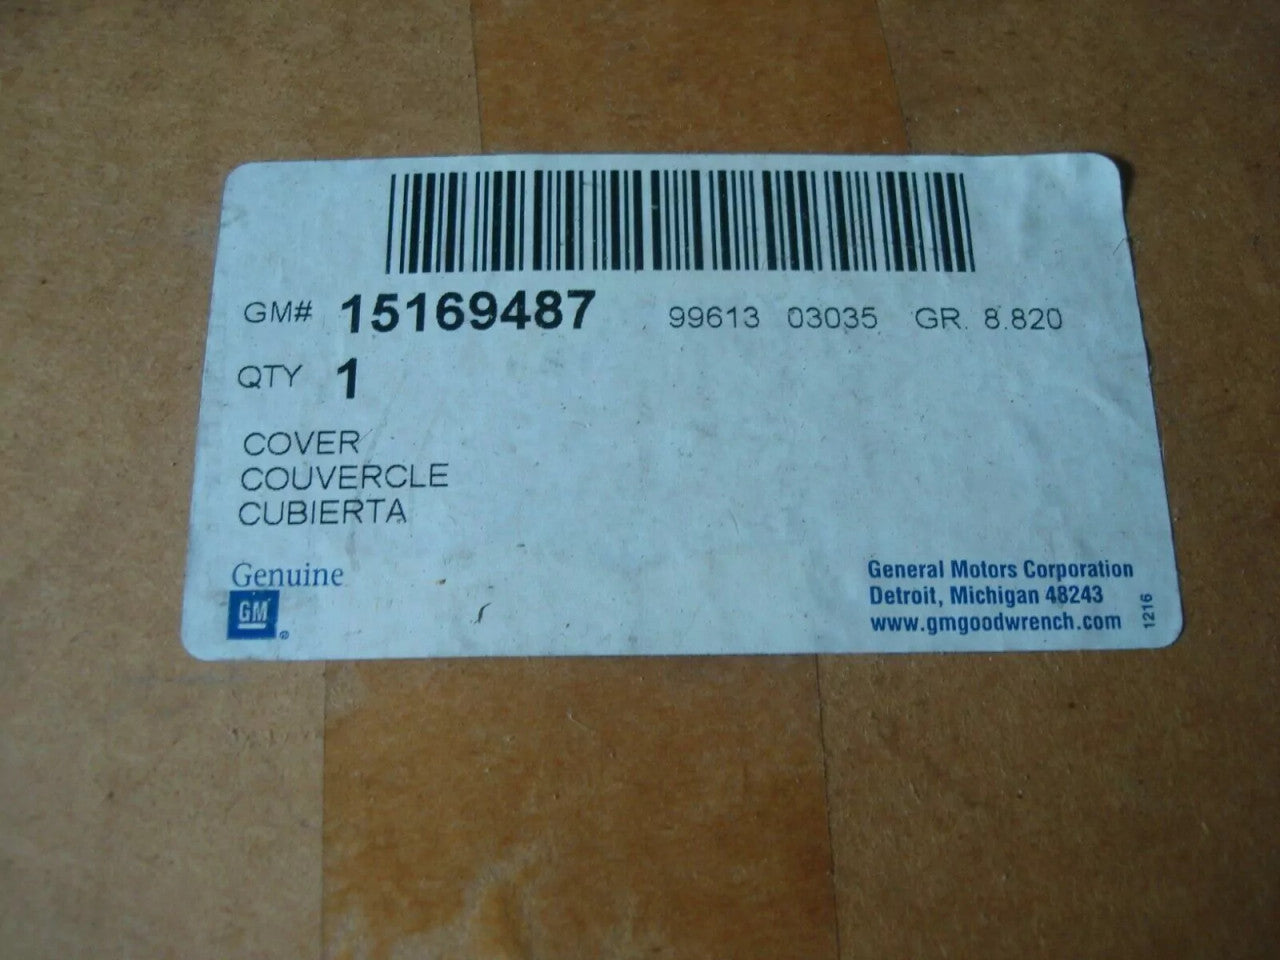 GM# 15169487 99613 03035 GR. 8.820
QTY 1
COVER
COUVERCLE
CUBIERTA
Genuine
GM
®
General Motors Corporation
Detroit, Michigan 48243
www.gmgoodwrench.com
1216